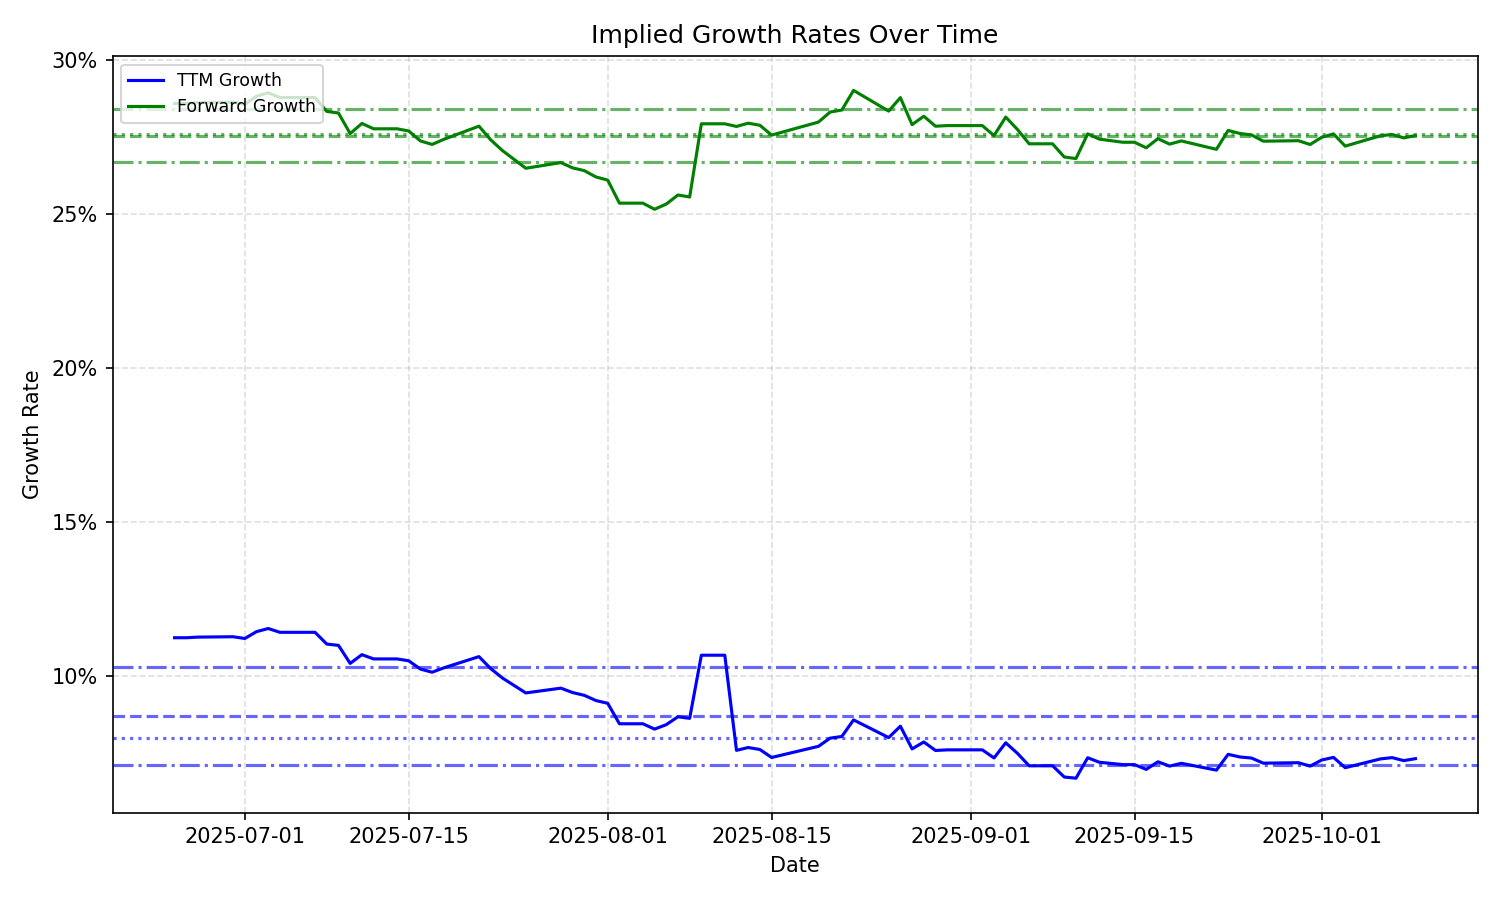 Implied Growth Rates Over Time
TTM Growth
Forward Growth
30%
25%
20%
15%
10%
Growth Rate
2025-07-01
2025-07-15
2025-08-01
2025-08-15
2025-09-01
2025-09-15
2025-10-01
Date